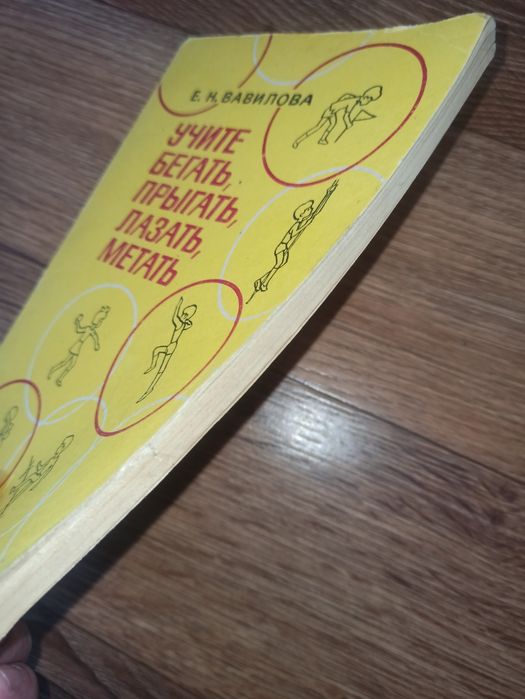 Е. Н. ВАВИЛОВА
УЧИТЕ
БЕГАТЬ,
ПРЫГАТЬ,
ЛАЗАТЬ,
МЕТАТЬ